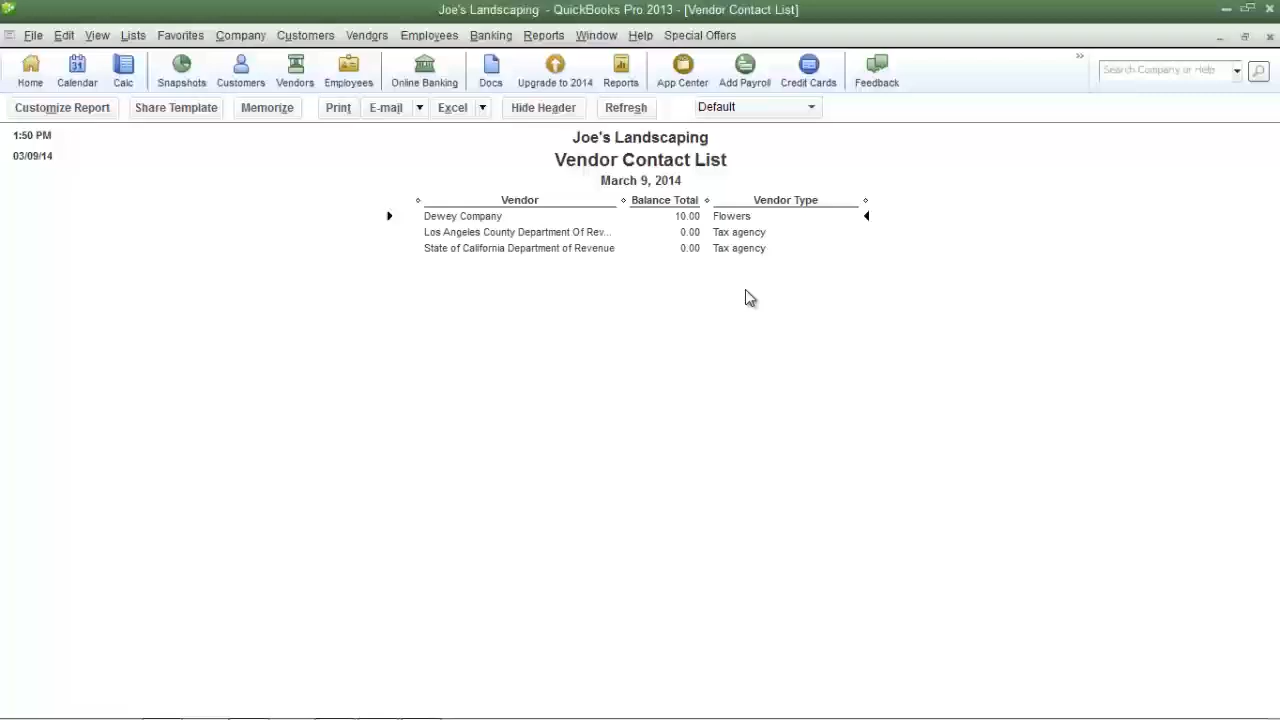 Joe's Landscaping - QuickBooks Pro 2013 - [Vendor Contact List]
File Edit View Lists Favorites Company Customers Vendors Employees Banking Reports Window Help Special Offers
31
Home Calendar Calc Snapshots Customers Vendors Employees Online Banking Docs Upgrade to 2014 Reports App Center Add Payroll Credit Cards Feedback Search Company or Help
Customize Report Share Template Memorize Print E-mail Excel Hide Header Refresh Default
1:50 PM
03/09/14
Joe's Landscaping
Vendor Contact List
March 9, 2014
Vendor Balance Total Vendor Type
Dewey Company 10.00 Flowers
Los Angeles County Department Of Rev... 0.00 Tax agency
State of California Department of Revenue 0.00 Tax agency